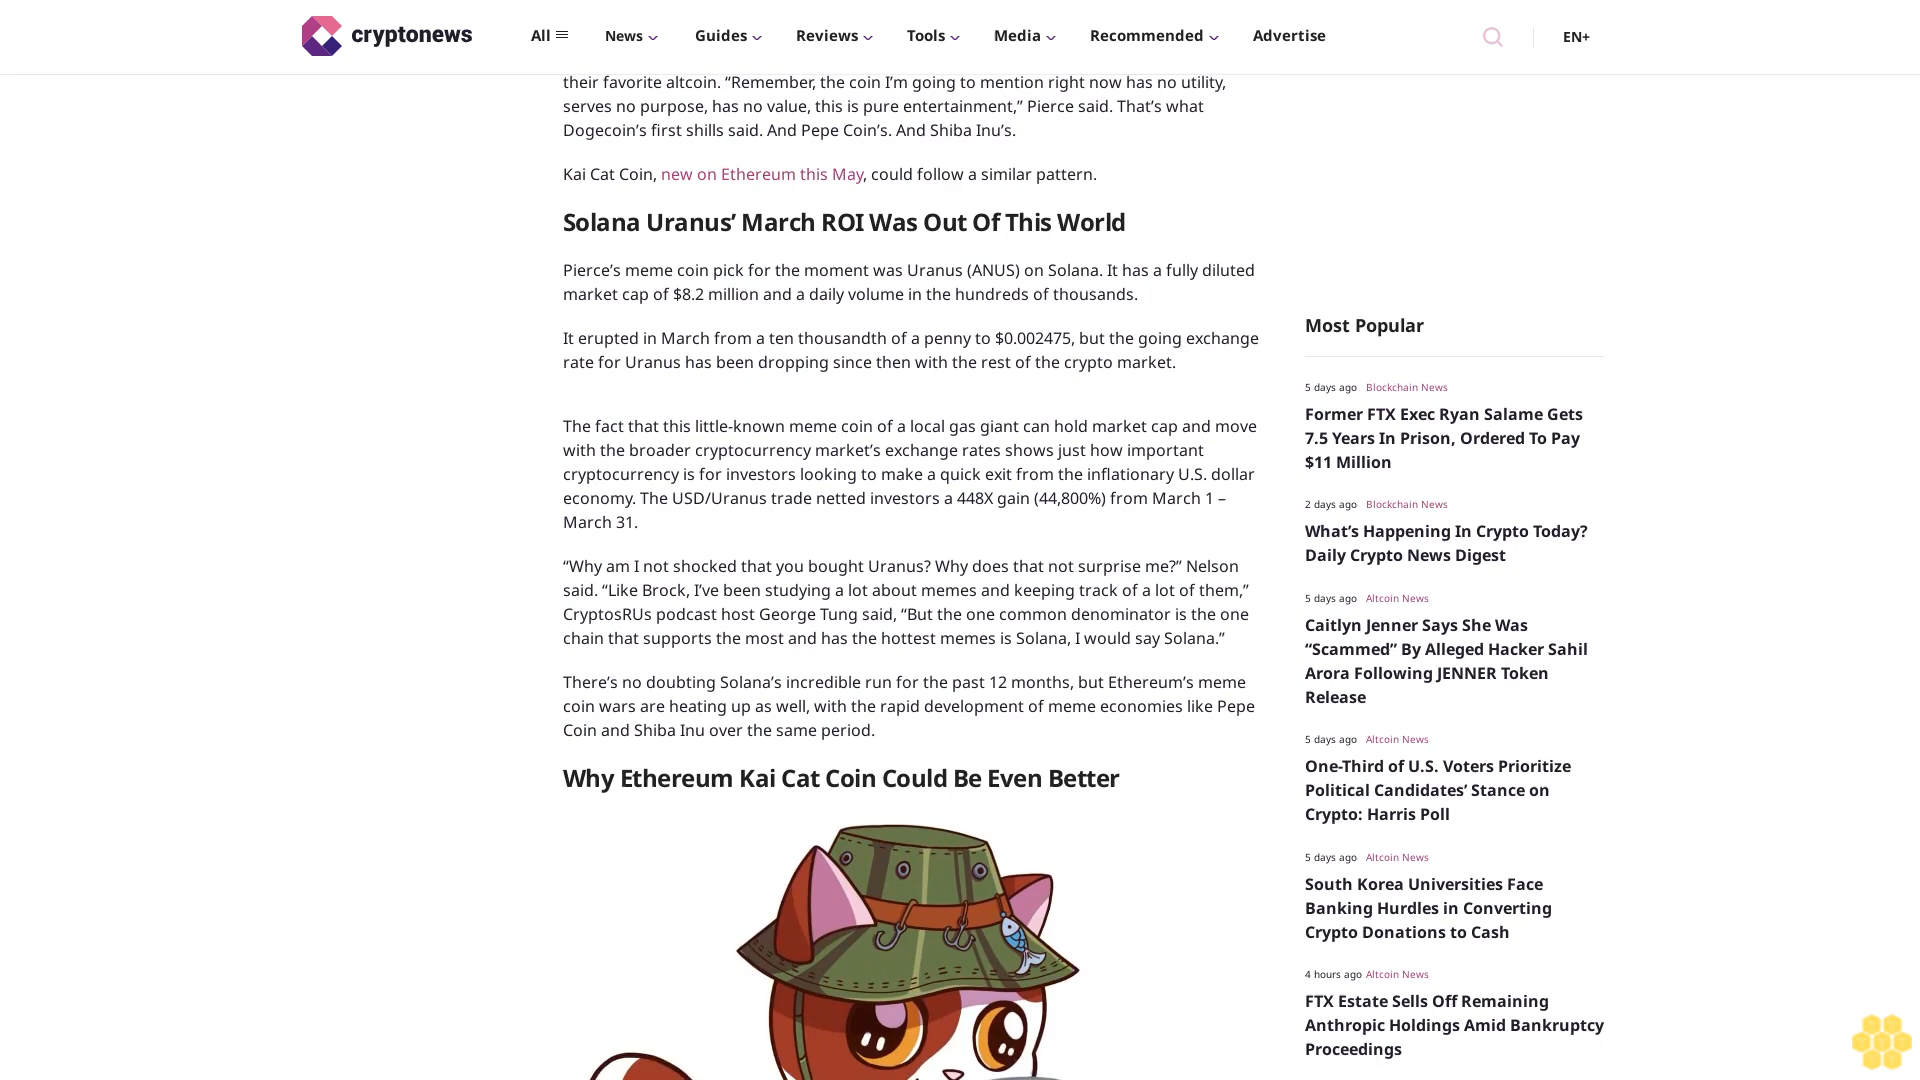 cryptonews
All
News
Guides
Reviews
Tools
Media
Recommended
Advertise
EN+
their favorite altcoin. “Remember, the coin I’m going to mention right now has no utility,
serves no purpose, has no value, this is pure entertainment,” Pierce said. That’s what
Dogecoin’s first shills said. And Pepe Coin’s. And Shiba Inu’s.
Kai Cat Coin, new on Ethereum this May, could follow a similar pattern.
Solana Uranus’ March ROI Was Out Of This World
Pierce’s meme coin pick for the moment was Uranus (ANUS) on Solana. It has a fully diluted
market cap of $8.2 million and a daily volume in the hundreds of thousands.
It erupted in March from a ten thousandth of a penny to $0.002475, but the going exchange
rate for Uranus has been dropping since then with the rest of the crypto market.
The fact that this little-known meme coin of a local gas giant can hold market cap and move
with the broader cryptocurrency market’s exchange rates shows just how important
cryptocurrency is for investors looking to make a quick exit from the inflationary U.S. dollar
economy. The USD/Uranus trade netted investors a 448X gain (44,800%) from March 1 –
March 31.
“Why am I not shocked that you bought Uranus? Why does that not surprise me?” Nelson
said. “Like Brock, I’ve been studying a lot about memes and keeping track of a lot of them,”
CryptosRUs podcast host George Tung said, “But the one common denominator is the one
chain that supports the most and has the hottest memes is Solana, I would say Solana.”
There’s no doubting Solana’s incredible run for the past 12 months, but Ethereum’s meme
coin wars are heating up as well, with the rapid development of meme economies like Pepe
Coin and Shiba Inu over the same period.
Why Ethereum Kai Cat Coin Could Be Even Better
Most Popular
5 days ago Blockchain News
Former FTX Exec Ryan Salame Gets
7.5 Years In Prison, Ordered To Pay
$11 Million
2 days ago Blockchain News
What’s Happening In Crypto Today?
Daily Crypto News Digest
5 days ago Altcoin News
Caitlyn Jenner Says She Was
“Scammed” By Alleged Hacker Sahil
Arora Following JENNER Token
Release
5 days ago Altcoin News
One-Third of U.S. Voters Prioritize
Political Candidates’ Stance on
Crypto: Harris Poll
5 days ago Altcoin News
South Korea Universities Face
Banking Hurdles in Converting
Crypto Donations to Cash
4 hours ago Altcoin News
FTX Estate Sells Off Remaining
Anthropic Holdings Amid Bankruptcy
Proceedings